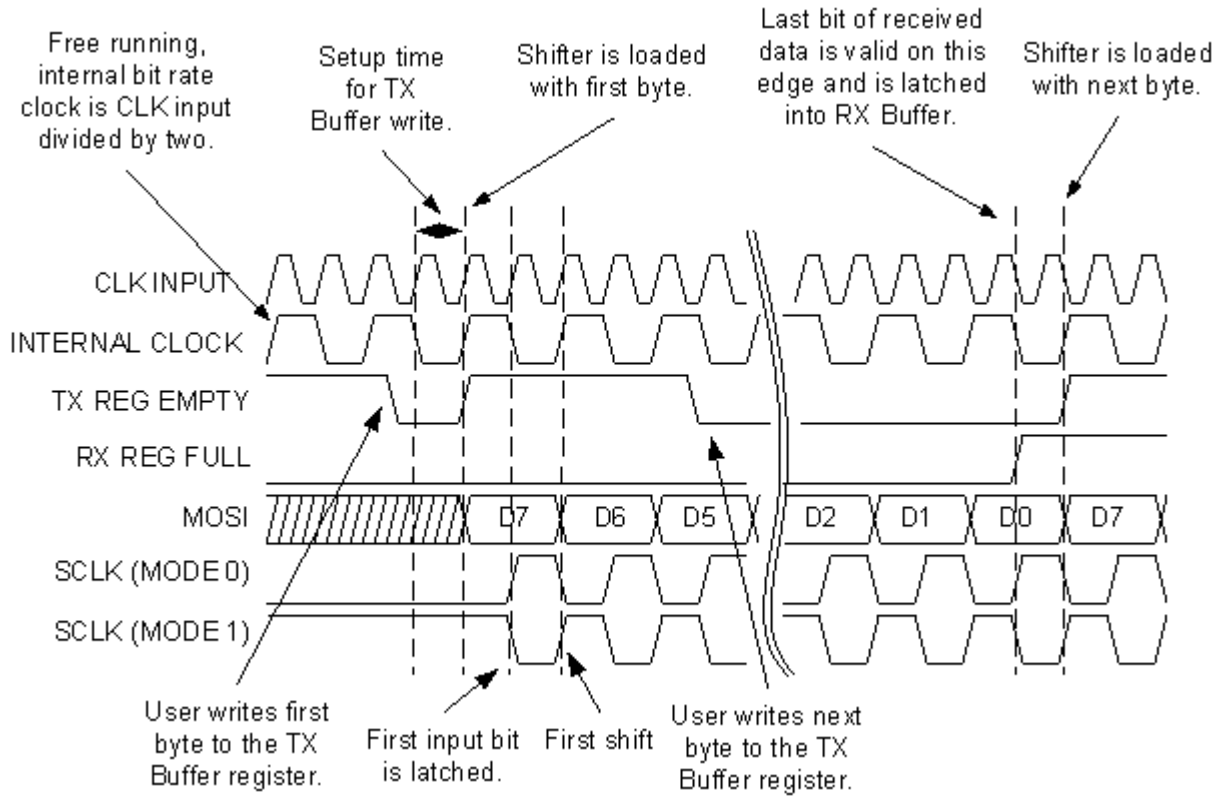 Free running,
internal bit rate
clock is CLK input
divided by two.
Setup time
for TX
Buffer write.
Shifter is loaded
with first byte.
Last bit of received
data is valid on this
edge and is latched
into RX Buffer.
Shifter is loaded
with next byte.
CLK INPUT
INTERNAL CLOCK
TX REG EMPTY
RX REG FULL
MOSI
D7 D6 D5 D2 D1 D0 D7
SCLK (MODE 0)
SCLK (MODE 1)
User writes first
byte to the TX
Buffer register.
First input bit
is latched.
First shift
User writes next
byte to the TX
Buffer register.